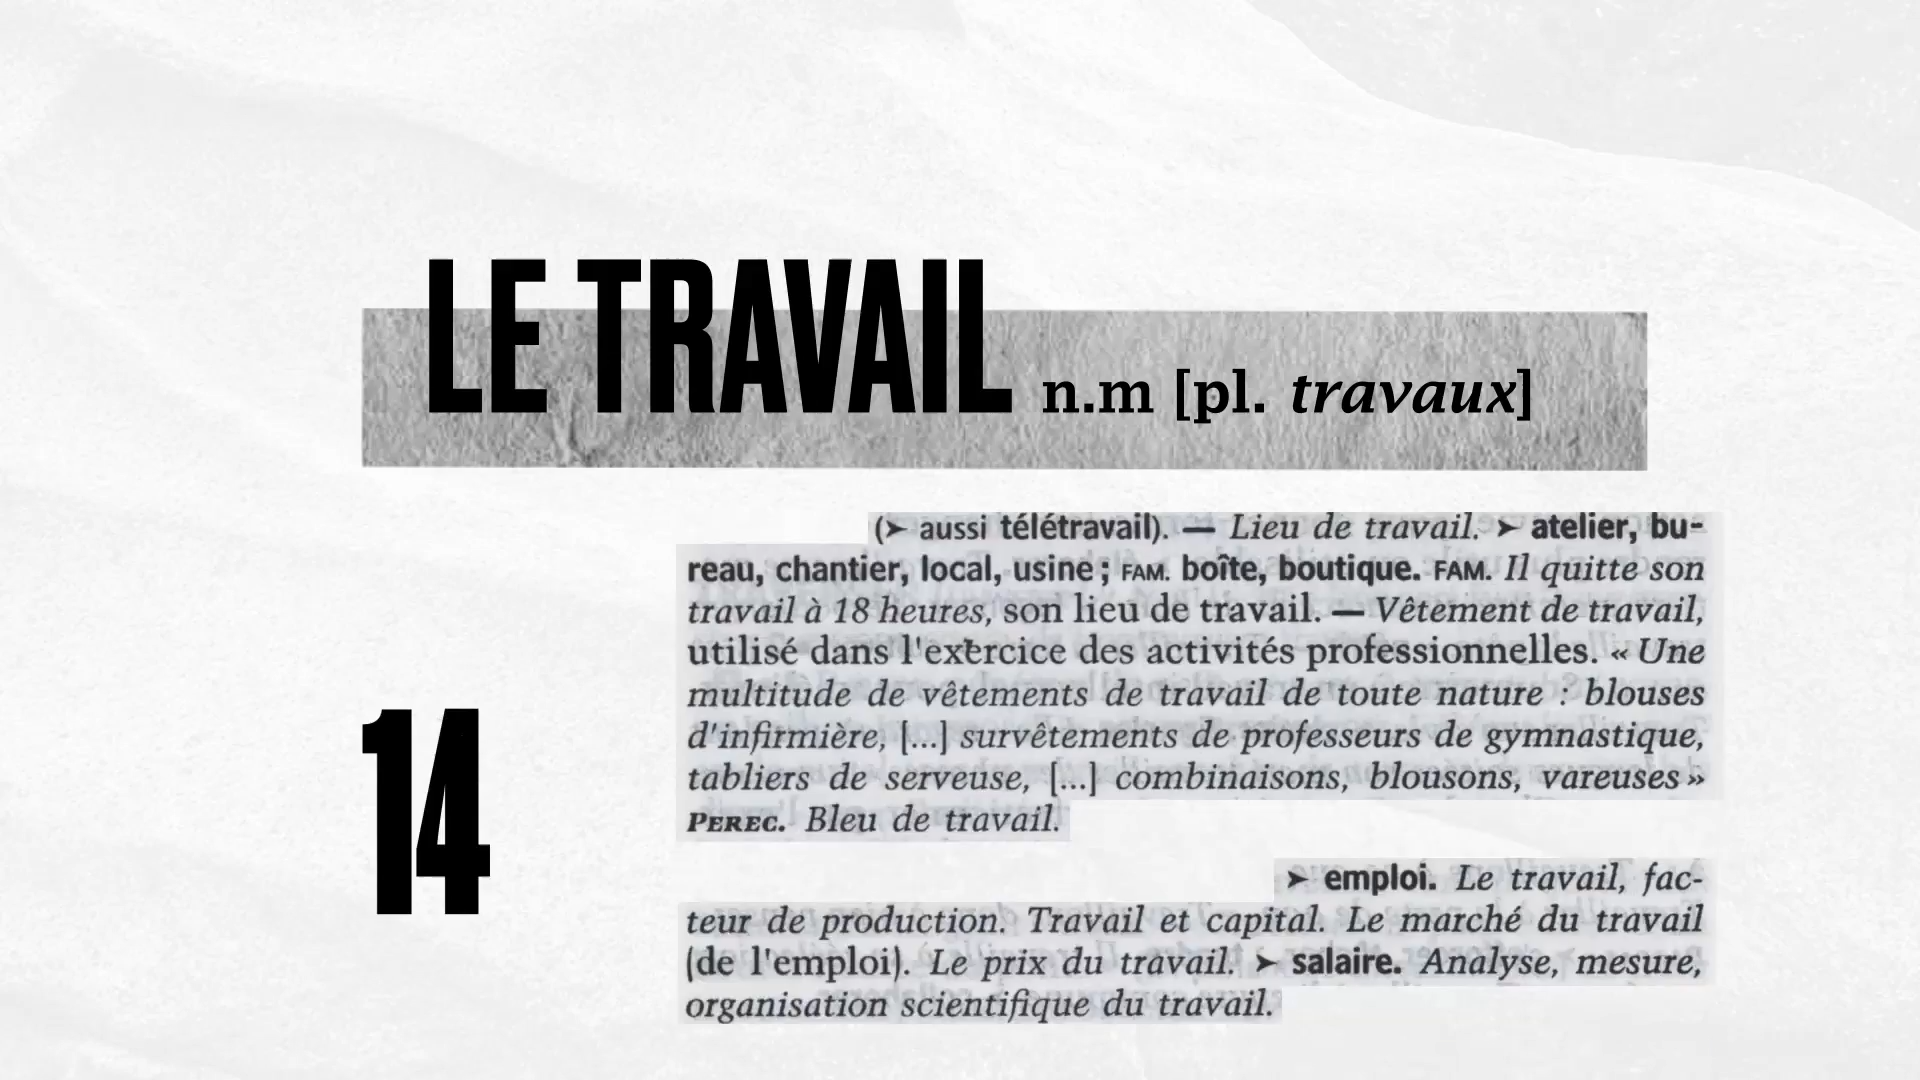 LE TRAVAIL n.m [pl. travaux]
(➤ aussi télétravail). — Lieu de travail. ➤ atelier, bu-
reau, chantier, local, usine ; FAM. boîte, boutique. FAM. Il quitte son
travail à 18 heures, son lieu de travail. — Vêtement de travail,
utilisé dans l'exercice des activités professionnelles. « Une
multitude de vêtements de travail de toute nature : blouses
d'infirmière, [...] survêtements de professeurs de gymnastique,
tabliers de serveuse, [...] combinaisons, blousons, vareuses »
PEREC. Bleu de travail.
14
➤ emploi. Le travail, fac-
teur de production. Travail et capital. Le marché du travail
(de l'emploi). Le prix du travail. ➤ salaire. Analyse, mesure,
organisation scientifique du travail.